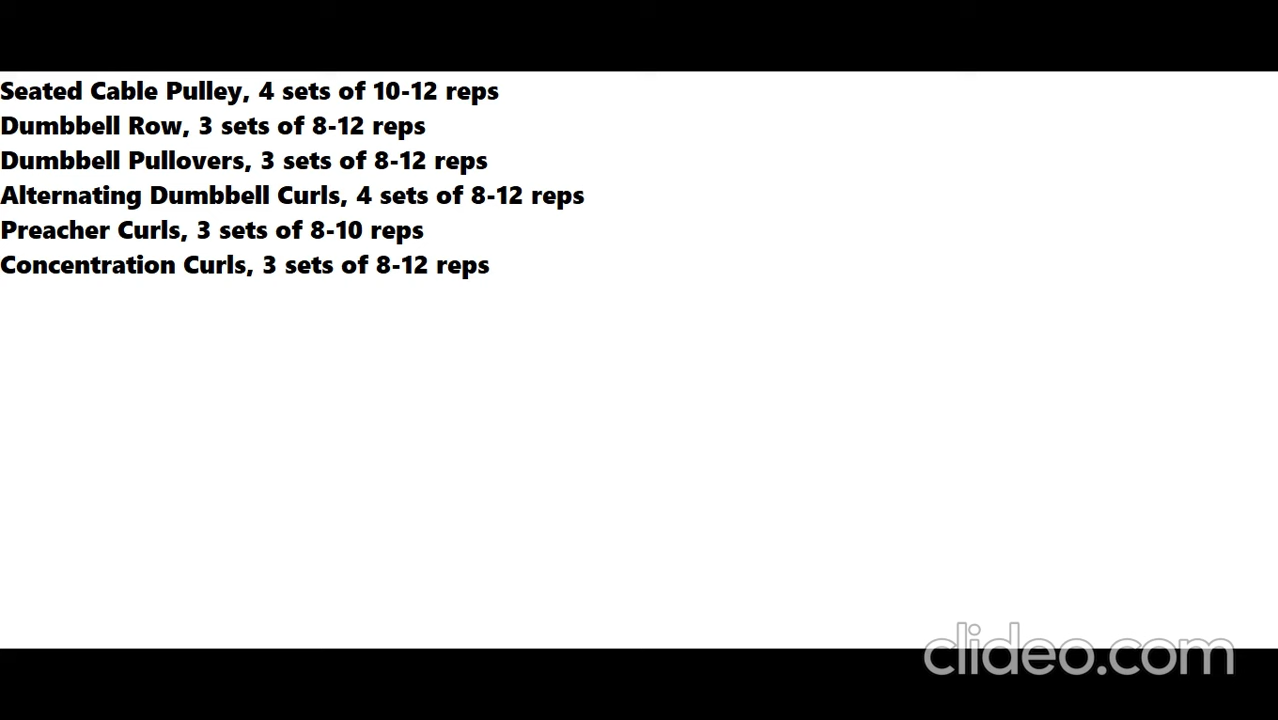 Seated Cable Pulley, 4 sets of 10-12 reps
Dumbbell Row, 3 sets of 8-12 reps
Dumbbell Pullovers, 3 sets of 8-12 reps
Alternating Dumbbell Curls, 4 sets of 8-12 reps
Preacher Curls, 3 sets of 8-10 reps
Concentration Curls, 3 sets of 8-12 reps
clideo.com